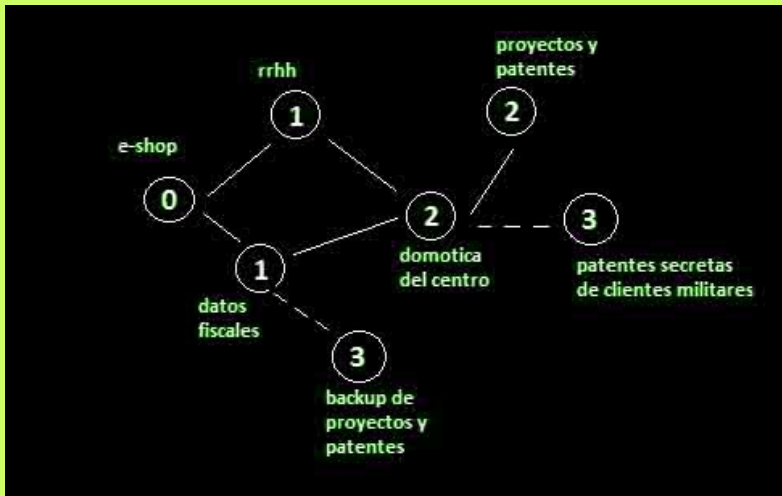 proyectos y
patentes
2
rrhh
1
e-shop
0
2
domotica
del centro
3
patentes secretas
de clientes militares
1
datos
fiscales
3
backup de
proyectos y
patentes